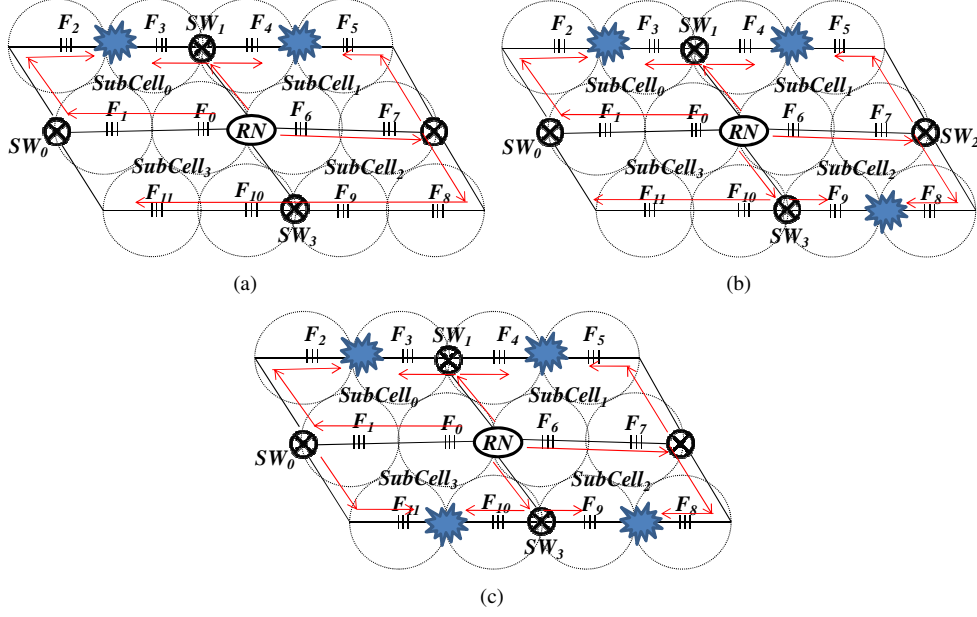 F2 F3 SW1 F4 F5
SubCell0 SubCell1
F1 F0 F6 F7
RN
SW0
SubCell3 SubCell2
F11 F10 F9 F8
SW3
(a)
F2 F3 SW1 F4 F5
SubCell0 SubCell1
F1 F0 F6 F7
RN
SW0 SW2
SubCell3 SubCell2
F11 F10 F9 F8
SW3
(b)
F2 F3 SW1 F4 F5
SubCell0 SubCell1
F1 F0 F6 F7
RN
SW0
SubCell3 SubCell2
F11 F10 F9 F8
SW3
(c)